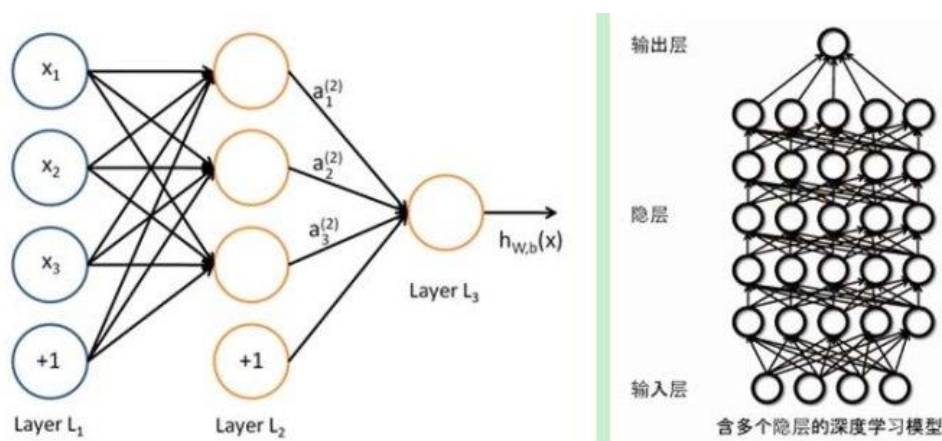 x₁
x₂
x₃
+1
Layer L₁
+1
Layer L₂
a₁⁽²⁾
a₂⁽²⁾
a₃⁽²⁾
Layer L₃
h_{W,b}(x)
输出层
隐层
输入层
含多个隐层的深度学习模型